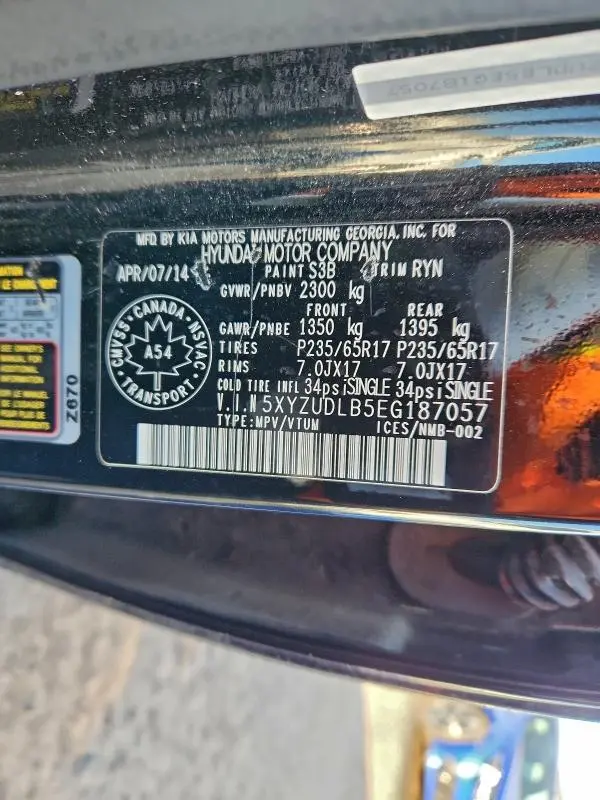 MFD BY KIA MOTORS MANUFACTURING GEORGIA, INC. FOR
HYUNDAI MOTOR COMPANY
APR/07/14 PAINT S3B TRIM RYN
GVWR/PNBV 2300 kg
FRONT REAR
GAWR/PNBE 1350 kg 1395 kg
TIRES P235/65R17 P235/65R17
RIMS 7.0JX17 7.0JX17
COLD TIRE INFL 34psiSINGLE 34psiSINGLE
V.I.N 5XYZUDLB5EG187057
TYPE:MPV/VTUM ICES/NMB-002
CMVSS • CANADA • NSVAC
A54
TRANSPORT
Z670